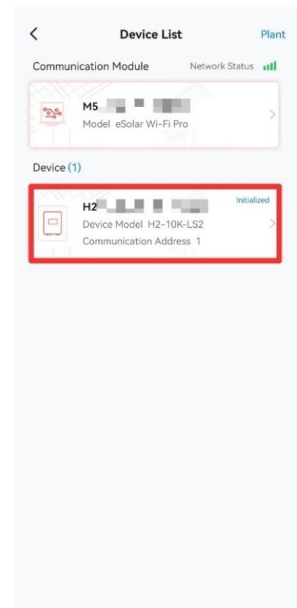 Device List Plant
Communication Module Network Status
M5
Model eSolar Wi-Fi Pro
Device (1)
H2 Initialized
Device Model H2-10K-LS2
Communication Address 1